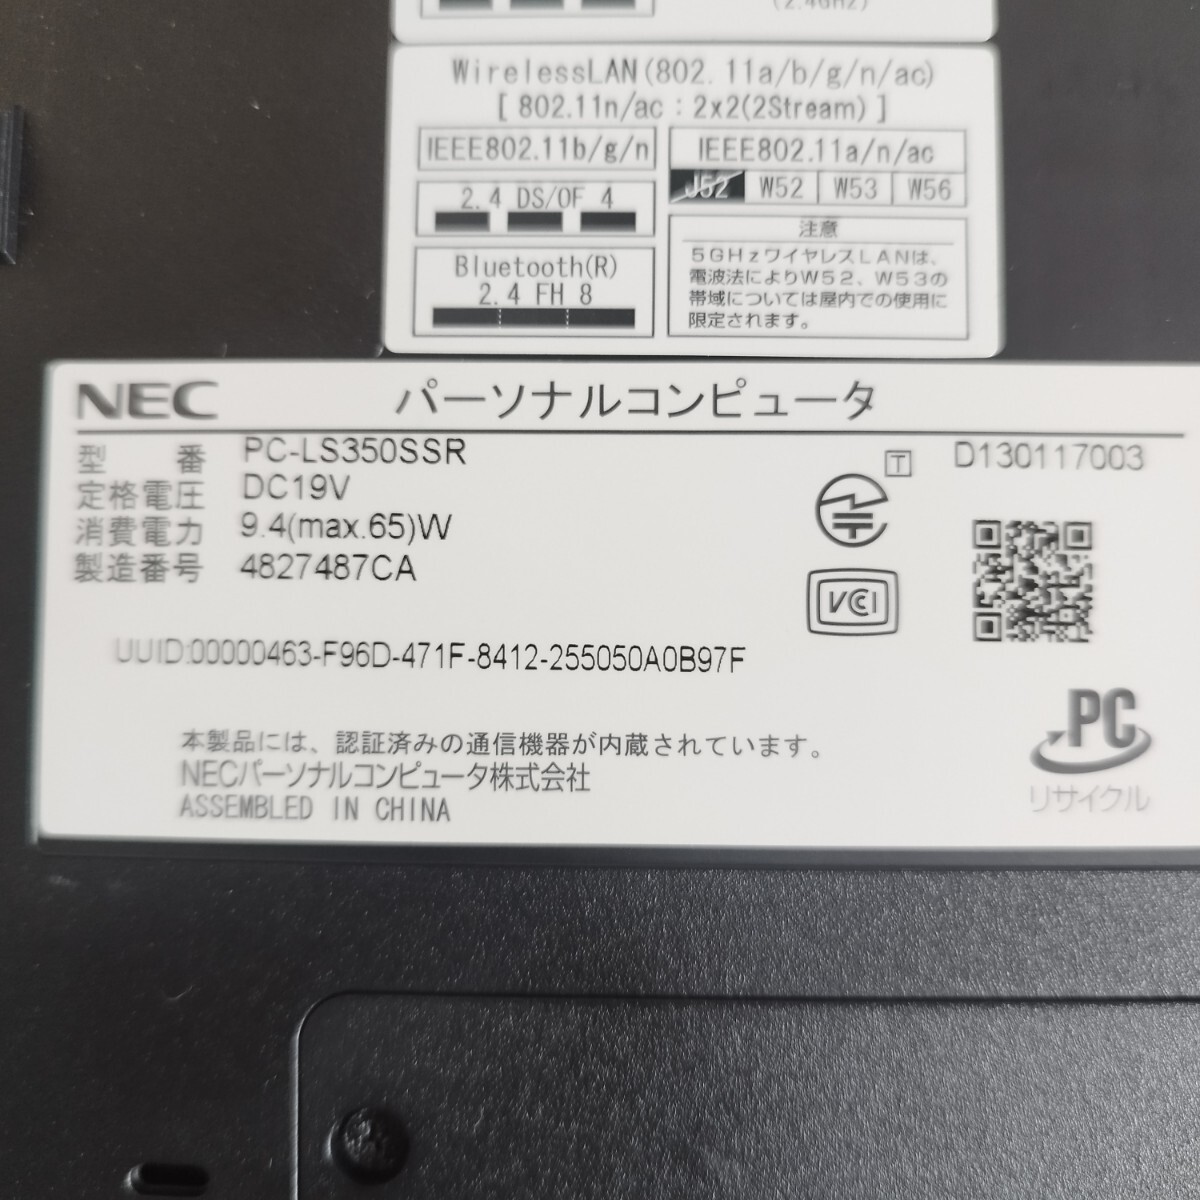 (2.4GHz)
WirelessLAN(802.11a/b/g/n/ac)
[ 802.11n/ac : 2x2(2Stream) ]
IEEE802.11b/g/n
IEEE802.11a/n/ac
J52 W52 W53 W56
2.4 DS/OF 4
注意
5GHzワイヤレスLANは、
電波法によりW52、W53の
帯域については屋内での使用に
限定されます。
Bluetooth(R)
2.4 FH 8
NEC パーソナルコンピュータ
型 番 PC-LS350SSR
T D130117003
定格電圧 DC19V
消費電力 9.4(max.65)W
製造番号 4827487CA
VCI
UUID:00000463-F96D-471F-8412-255050A0B97F
本製品には、認証済みの通信機器が内蔵されています。
NECパーソナルコンピュータ株式会社
ASSEMBLED IN CHINA
PC
リサイクル